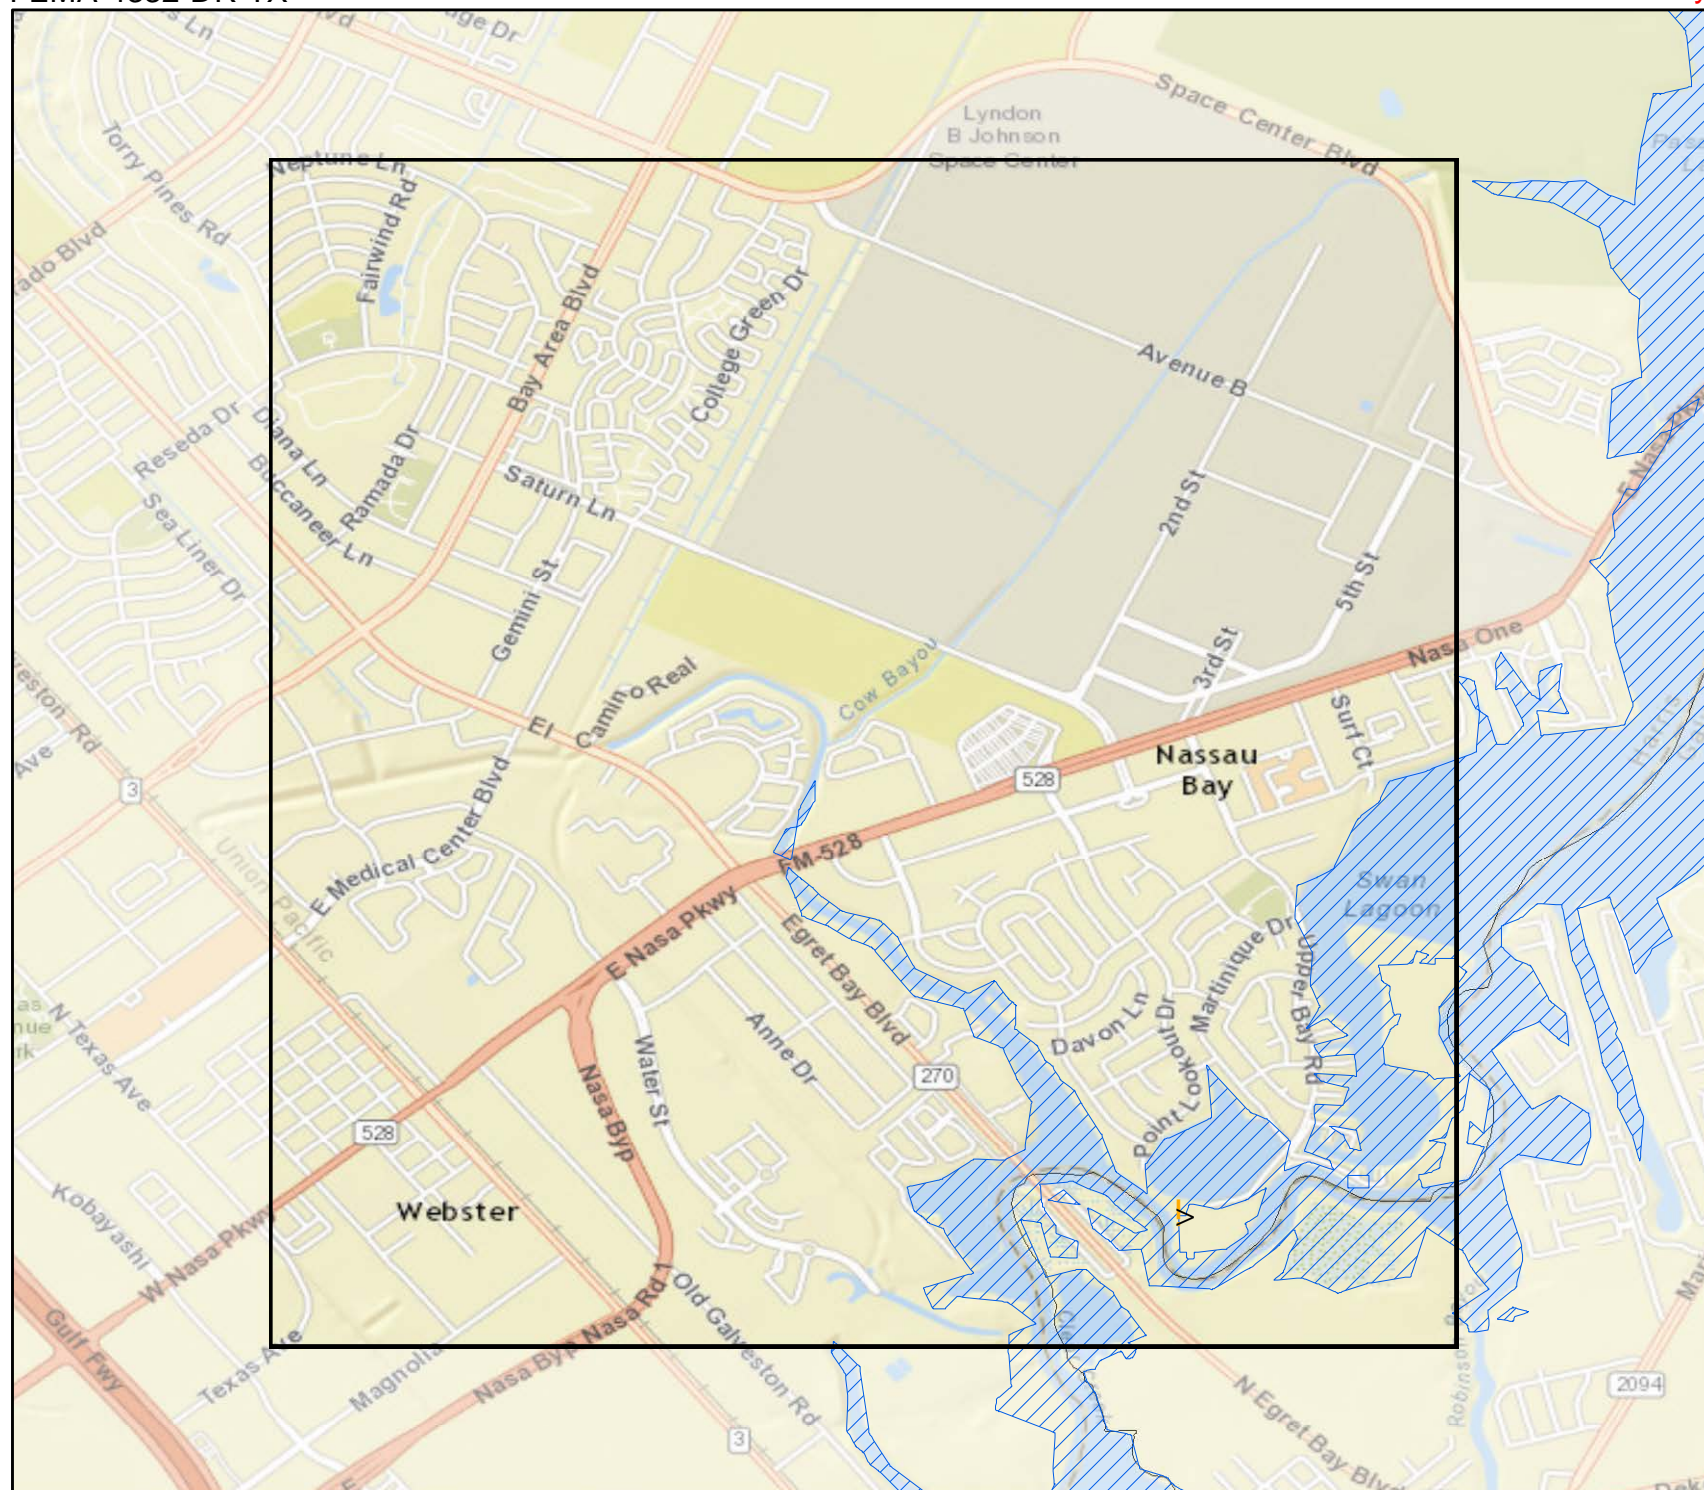 Space Center Blvd
Lyndon
B Johnson
Space Center
Torry Pines Rd
Neptune Ln
Fairwind Rd
Bay Area Blvd
College Green Dr
Avenue B
Reseda Dr
Diana Ln
Ramada Dr
Buccaneer Ln
Saturn Ln
Sea Liner Dr
2nd St
5th St
Gemini St
3rd St
Nasa One
E Nasa Pkwy
El Camino Real
Cow Bayou
Surf Ct
Nassau
Bay
528
3
E Medical Center Blvd
Union Pacific
FM-528
E Nasa Pkwy
Egret Bay Blvd
Swan
Lagoon
Martinique Dr
Upper Bay Rd
Davon Ln
Point Lookout Dr
N Texas Ave
Water St
Anne Dr
270
Nasa Byp
528
Kobayashi
Webster
W Nasa Pkwy
Gulf Fwy
Texas Ave
Magnolia
Nasa Byp Nasa Rd 1
Old Galveston Rd
3
N Egret Bay Blvd
2094
Robinson